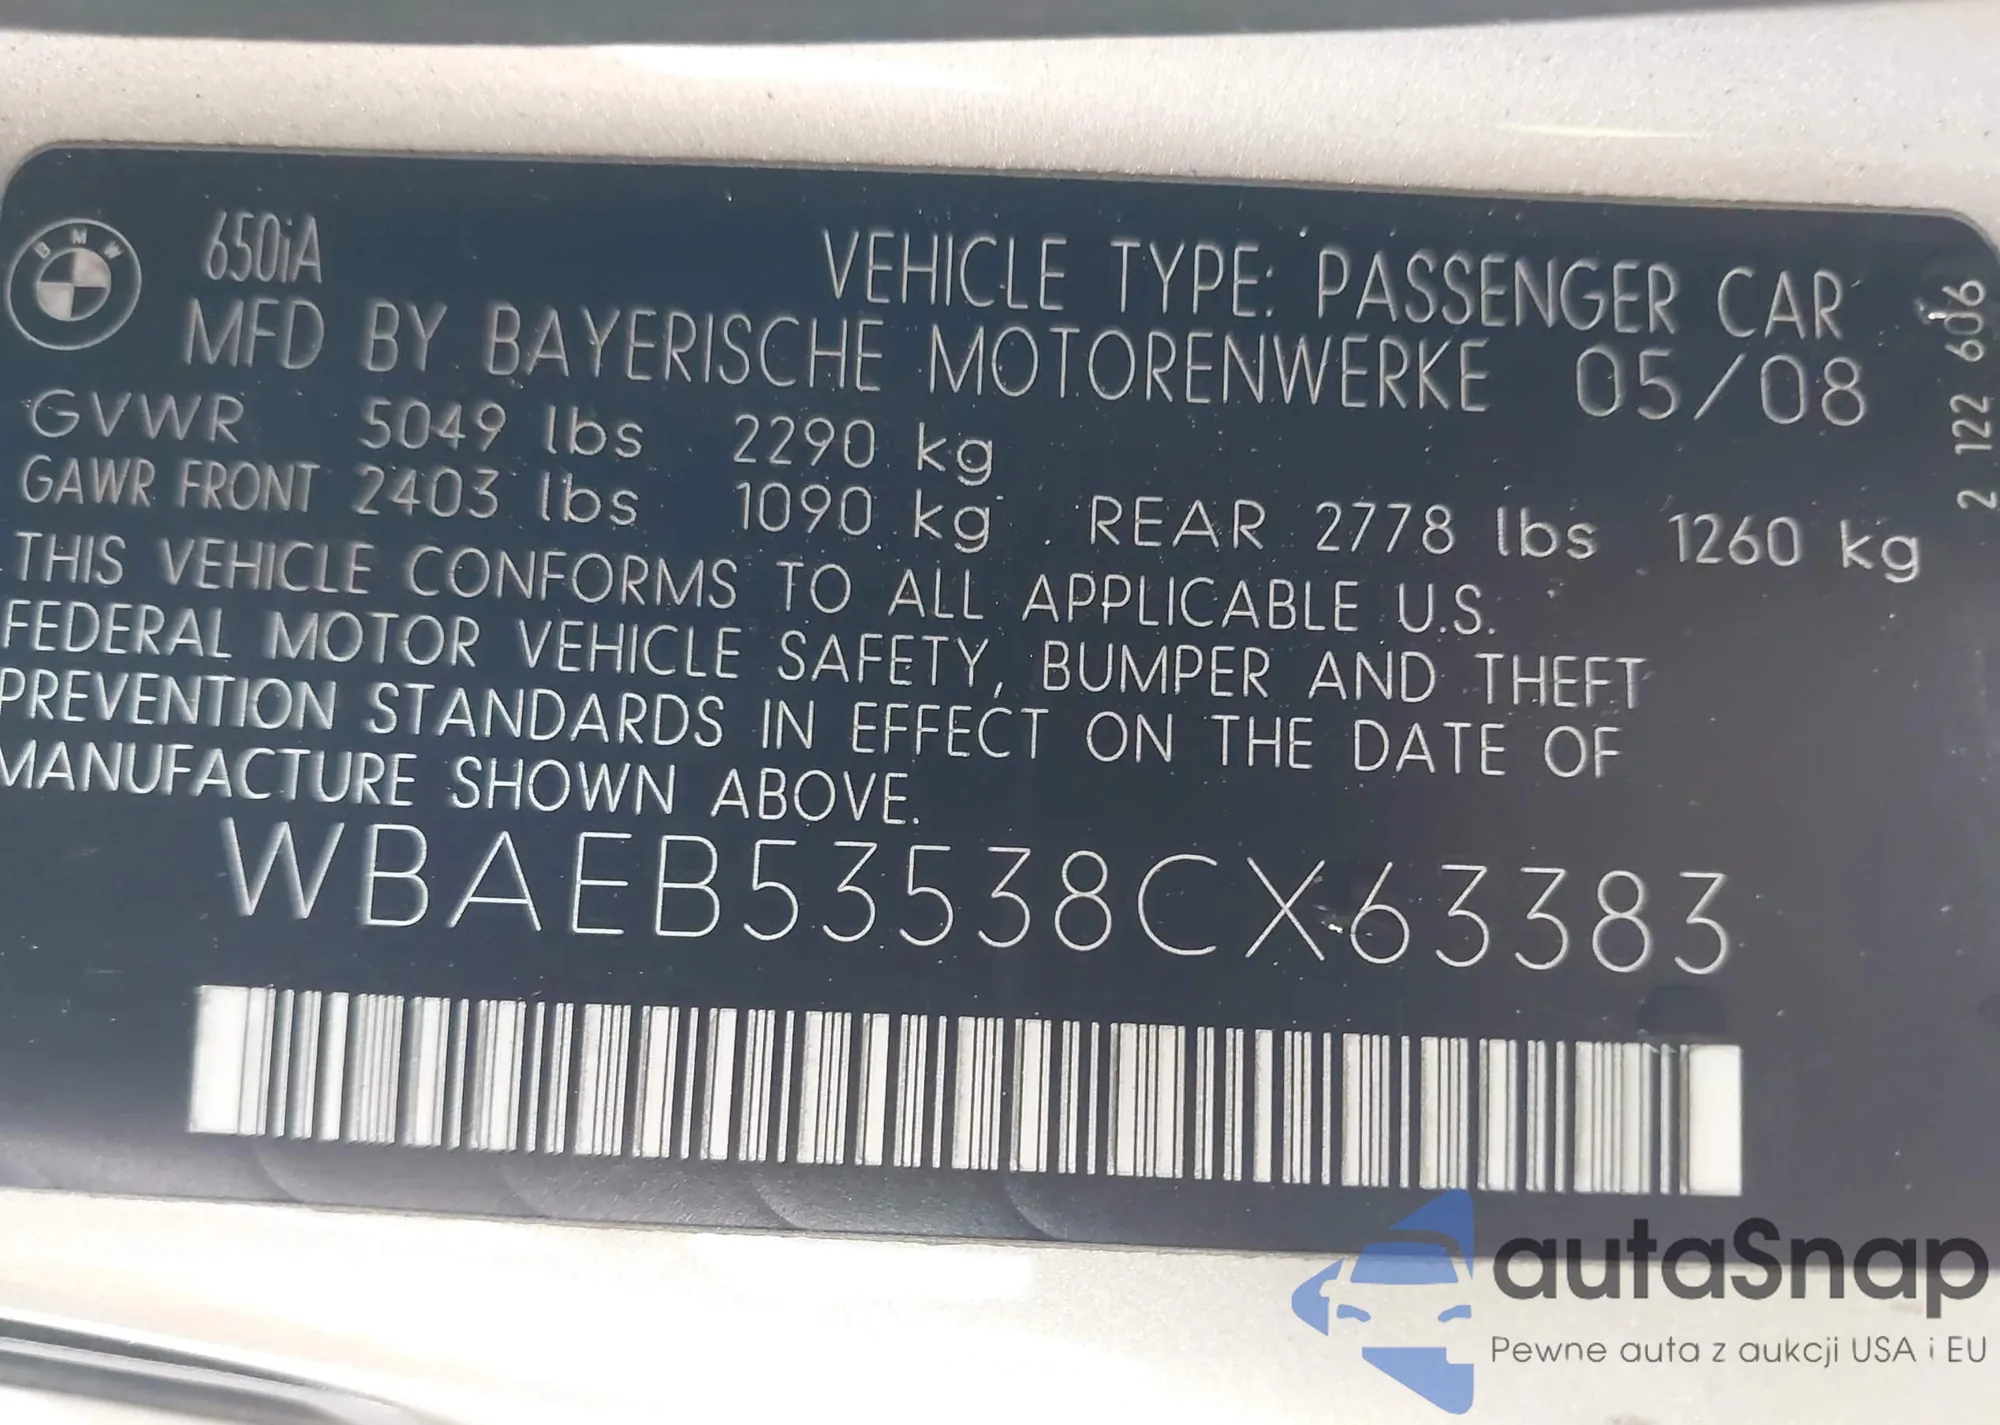 BMW
650iA
VEHICLE TYPE: PASSENGER CAR
MFD BY BAYERISCHE MOTORENWERKE 05/08
GVWR 5049 lbs 2290 kg
GAWR FRONT 2403 lbs 1090 kg REAR 2778 lbs 1260 kg
THIS VEHICLE CONFORMS TO ALL APPLICABLE U.S.
FEDERAL MOTOR VEHICLE SAFETY, BUMPER AND THEFT
PREVENTION STANDARDS IN EFFECT ON THE DATE OF
MANUFACTURE SHOWN ABOVE.
WBAEB53538CX63383
2 122 606
autaSnap
Pewne auta z aukcji USA i EU